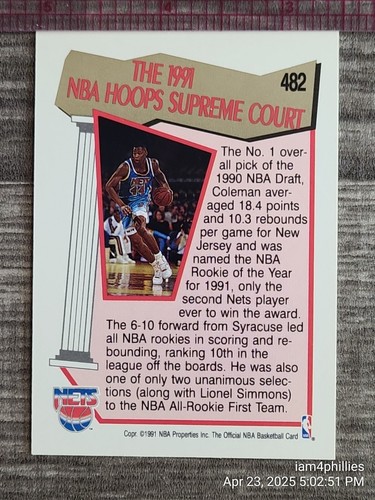 5 4 3
THE 1991
NBA HOOPS SUPREME COURT
482
The No. 1 over-
all pick of the
1990 NBA Draft,
Coleman aver-
aged 18.4 points
and 10.3 rebounds
per game for New
Jersey and was
named the NBA
Rookie of the Year
for 1991, only the
second Nets player
ever to win the award.
The 6-10 forward from Syracuse led
all NBA rookies in scoring and re-
bounding, ranking 10th in the
league off the boards. He was also
one of only two unanimous selec-
tions (along with Lionel Simmons)
to the NBA All-Rookie First Team.
NETS
44
Copr. ©1991 NBA Properties Inc. The Official NBA Basketball Card
iam4phillies
Apr 23, 2025 5:02:51 PM